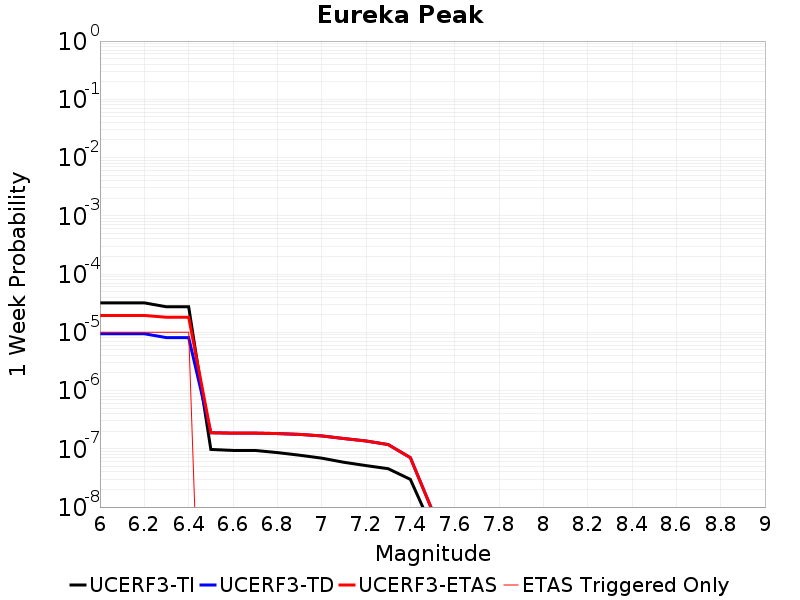 Eureka Peak
1 Week Probability
10^0
10^-1
10^-2
10^-3
10^-4
10^-5
10^-6
10^-7
10^-8
6 6.2 6.4 6.6 6.8 7 7.2 7.4 7.6 7.8 8 8.2 8.4 8.6 8.8 9
Magnitude
UCERF3-TI UCERF3-TD UCERF3-ETAS ETAS Triggered Only